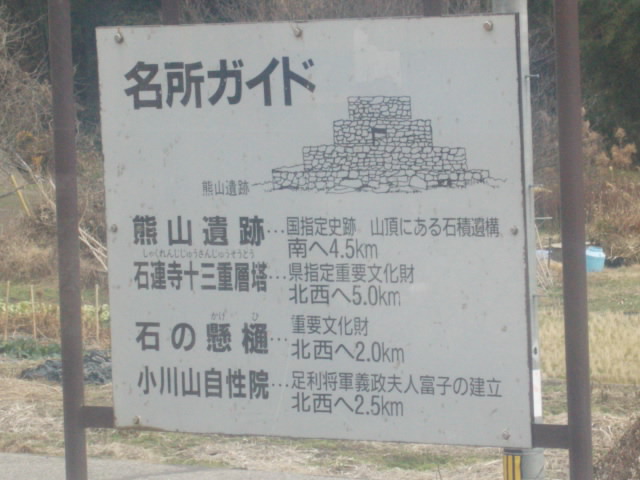 名所ガイド
熊山遺跡
熊山遺跡…国指定史跡 山頂にある石積遺構
南へ4.5km
しゃくれんじじゅうさんじゅうそうとう
石連寺十三重層塔…県指定重要文化財
北西へ5.0km
かけ ひ
石の懸樋…重要文化財
北西へ2.0km
小川山自性院…足利将軍義政夫人富子の建立
北西へ2.5km